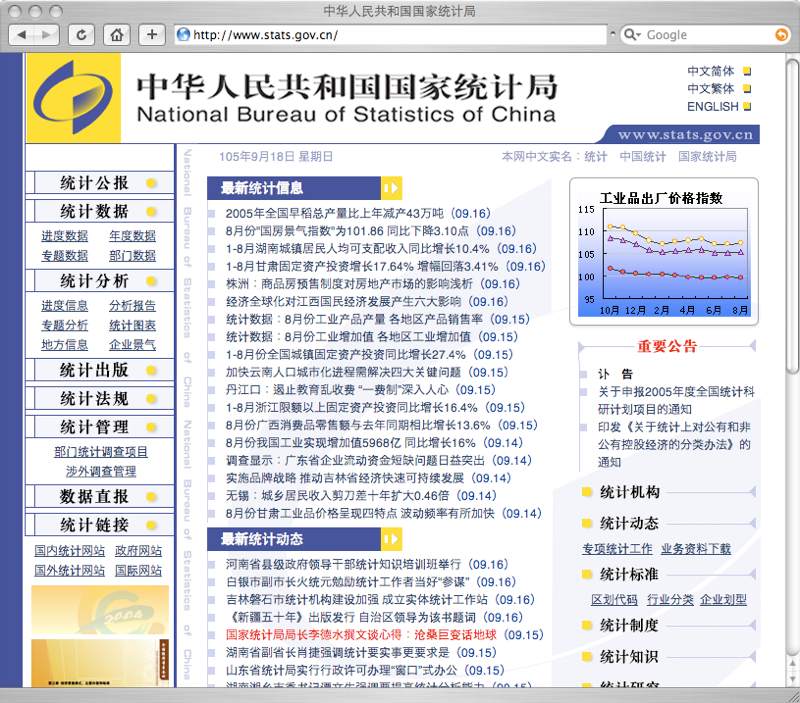 中华人民共和国国家统计局
http://www.stats.gov.cn/
Google
中华人民共和国国家统计局
National Bureau of Statistics of China
中文简体
中文繁体
ENGLISH
www.stats.gov.cn
105年9月18日 星期日
本网中文实名：统计 中国统计 国家统计局
统计公报
统计数据
进度数据 年度数据
专题数据 部门数据
统计分析
进度信息 分析报告
专题分析 统计图表
地方信息 企业景气
统计出版
统计法规
统计管理
部门统计调查项目
涉外调查管理
数据直报
统计链接
国内统计网站 政府网站
国外统计网站 国际网站
2004
National Bureau of Statistics of China National Bureau of Statistics of China
最新统计信息
2005年全国早稻总产量比上年减产43万吨（09.16）
8月份"国房景气指数"为101.86 同比下降3.10点（09.16）
1-8月湖南城镇居民人均可支配收入同比增长10.4%（09.16）
1-8月甘肃固定资产投资增长17.64% 增幅回落3.41%（09.16）
株洲：商品房预售制度对房地产市场的影响浅析（09.16）
经济全球化对江西国民经济发展产生六大影响（09.16）
统计数据：8月份工业产品产量 各地区产品销售率（09.15）
统计数据：8月份工业增加值 各地区工业增加值（09.15）
1-8月份全国城镇固定资产投资同比增长27.4%（09.15）
加快云南人口城市化进程需解决四大关键问题（09.15）
丹江口：遏止教育乱收费 “一费制”深入人心（09.15）
1-8月浙江限额以上固定资产投资同比增长16.4%（09.15）
8月份广西消费品零售额与去年同期相比增长13.6%（09.15）
8月份我国工业实现增加值5968亿 同比增长16%（09.14）
调查显示：广东省企业流动资金短缺问题日益突出（09.14）
实施品牌战略 推动吉林省经济快速可持续发展（09.14）
无锡：城乡居民收入剪刀差十年扩大0.46倍（09.14）
8月份甘肃工业品价格呈现四特点 波动频率有所加快（09.14）
最新统计动态
河南省县级政府领导干部统计知识培训班举行（09.16）
白银市副市长火统元勉励统计工作者当好“参谋”（09.16）
吉林磐石市统计机构建设加强 成立实体统计工作站（09.16）
《新疆五十年》出版发行 自治区领导为该书题词（09.16）
国家统计局局长李德水撰文谈心得：沧桑巨变话地球（09.15）
湖南省副省长肖捷强调统计要实事更要求是（09.15）
山东省统计局实行行政许可办理“窗口”式办公（09.15）
工业品出厂价格指数
115
110
105
100
95
10月 12月 2月 4月 6月 8月
重要公告
讣 告
关于申报2005年度全国统计科
研计划项目的通知
印发《关于统计上对公有和非
公有控股经济的分类办法》的
通知
统计机构
统计动态
专项统计工作 业务资料下载
统计标准
区划代码 行业分类 企业划型
统计制度
统计知识